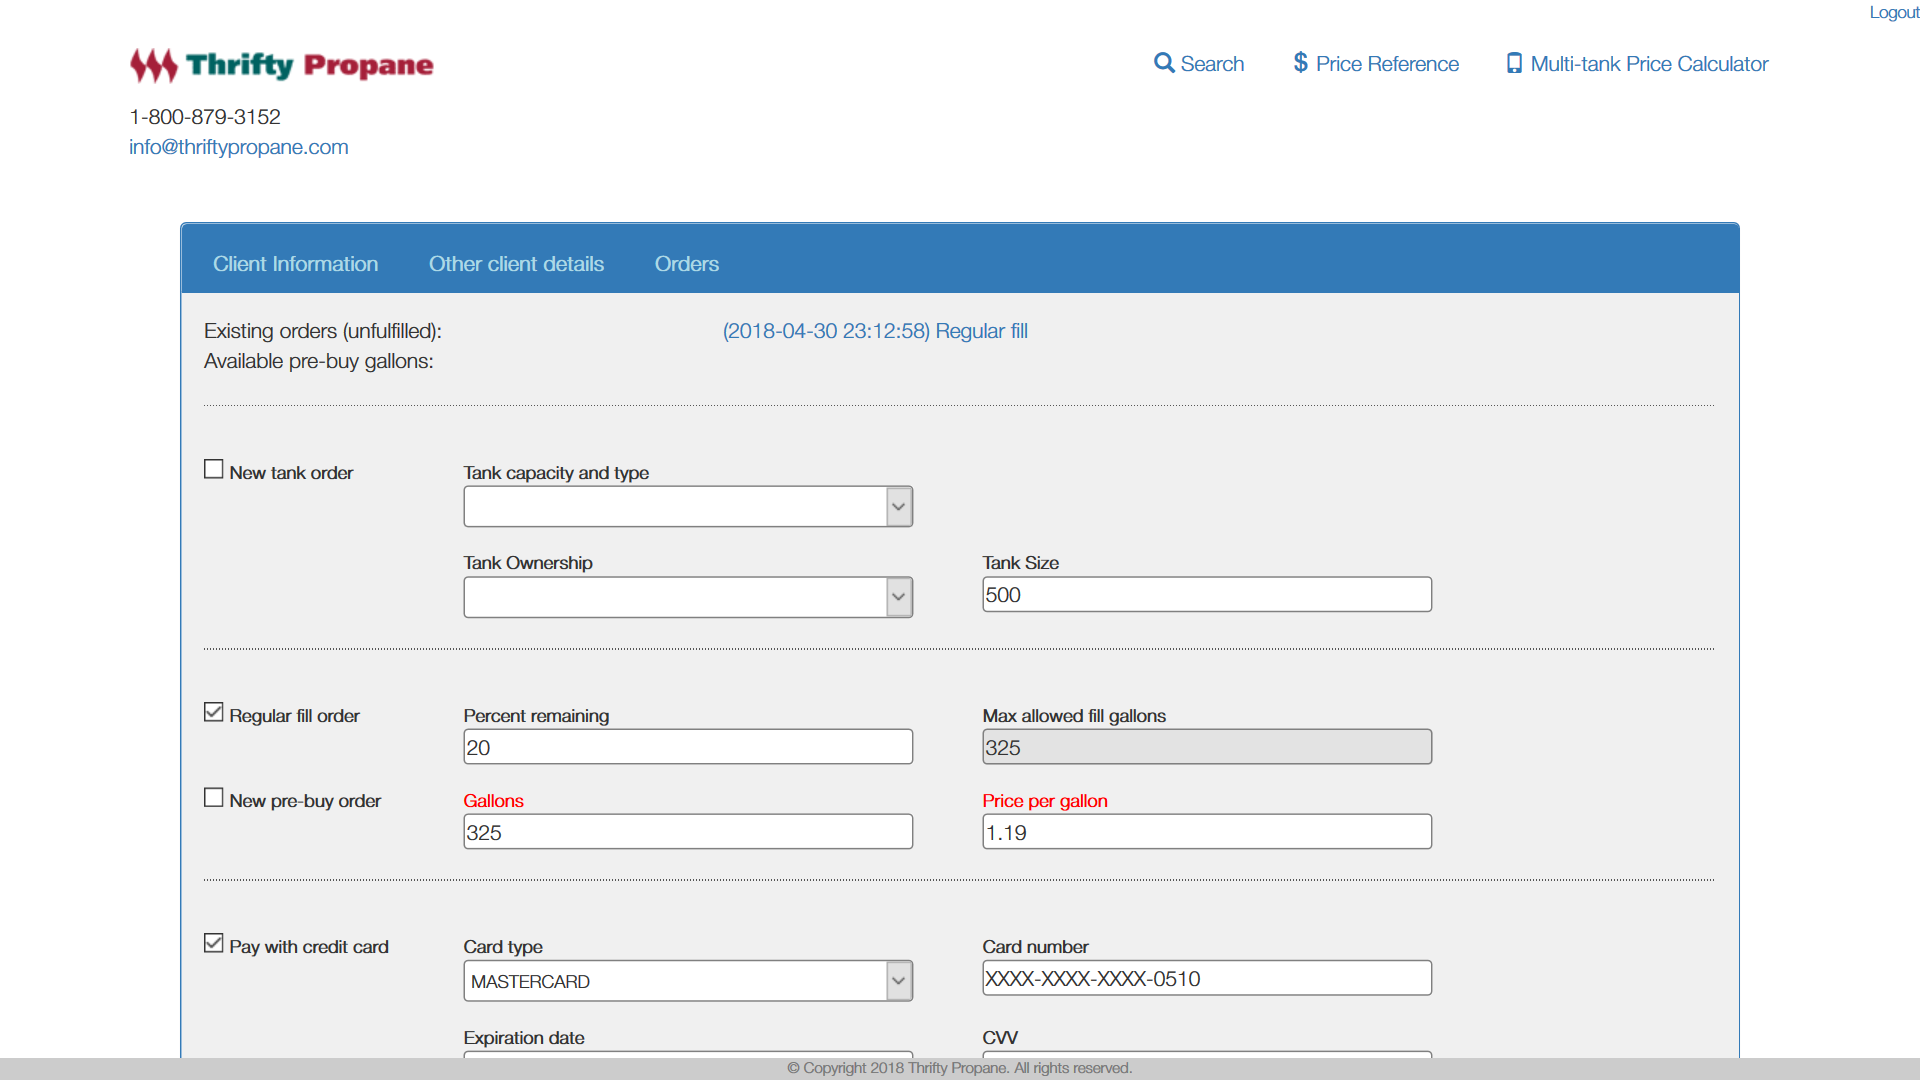 Logout
Thrifty Propane
Search
Price Reference
Multi-tank Price Calculator
1-800-879-3152
info@thriftypropane.com
Client Information
Other client details
Orders
Existing orders (unfulfilled):
(2018-04-30 23:12:58) Regular fill
Available pre-buy gallons:
New tank order
Tank capacity and type
Tank Ownership
Tank Size
500
Regular fill order
Percent remaining
Max allowed fill gallons
20
325
New pre-buy order
Gallons
Price per gallon
325
1.19
Pay with credit card
Card type
Card number
MASTERCARD
XXXX-XXXX-XXXX-0510
Expiration date
CVV
© Copyright 2018 Thrifty Propane. All rights reserved.